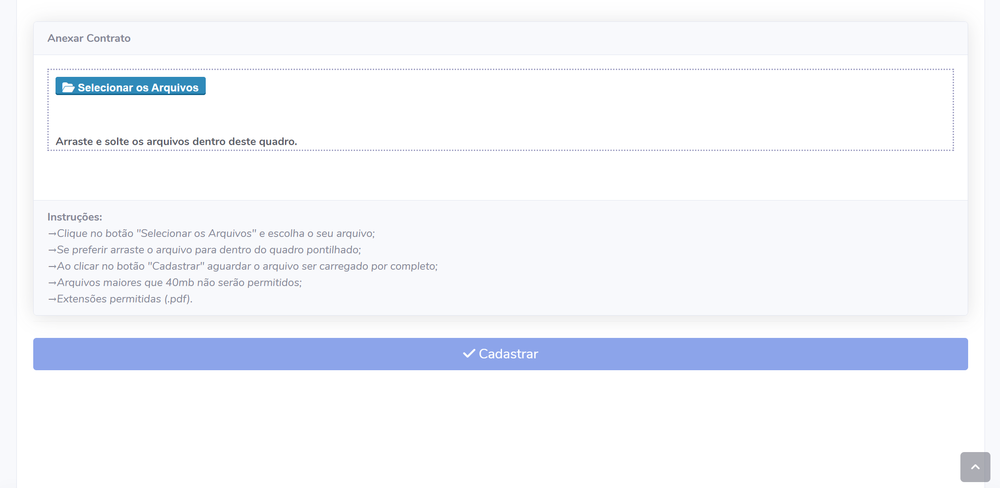 Anexar Contrato
Selecionar os Arquivos
Arraste e solte os arquivos dentro deste quadro.
Instruções:
→Clique no botão "Selecionar os Arquivos" e escolha o seu arquivo;
→Se preferir arraste o arquivo para dentro do quadro pontilhado;
→Ao clicar no botão "Cadastrar" aguardar o arquivo ser carregado por completo;
→Arquivos maiores que 40mb não serão permitidos;
→Extensões permitidas (.pdf).
Cadastrar